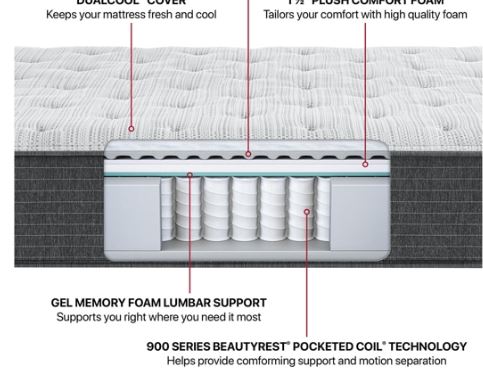 DUALCOOL® COVER
1 ½" PLUSH COMFORT FOAM
Keeps your mattress fresh and cool
Tailors your comfort with high quality foam
GEL MEMORY FOAM LUMBAR SUPPORT
Supports you right where you need it most
900 SERIES BEAUTYREST® POCKETED COIL® TECHNOLOGY
Helps provide comforming support and motion separation